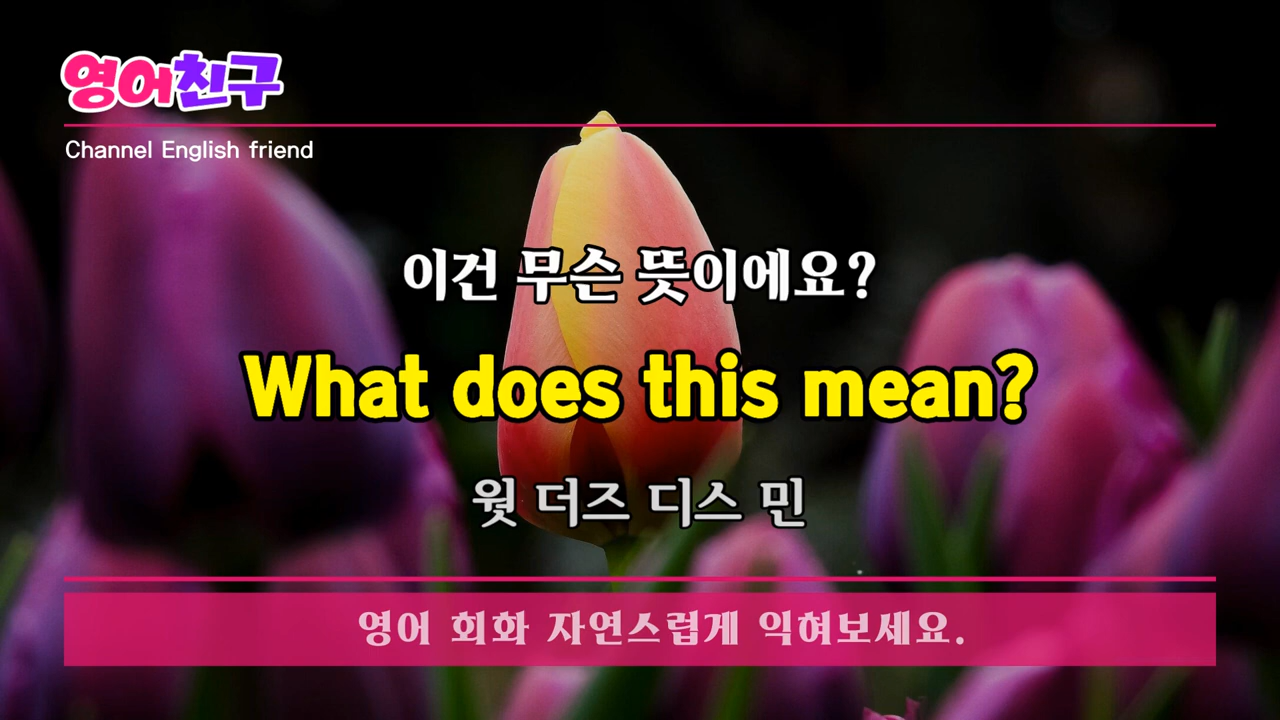 영어친구
Channel English friend
이건 무슨 뜻이에요?
What does this mean?
웟 더즈 디스 민
영어 회화 자연스럽게 익혀보세요.